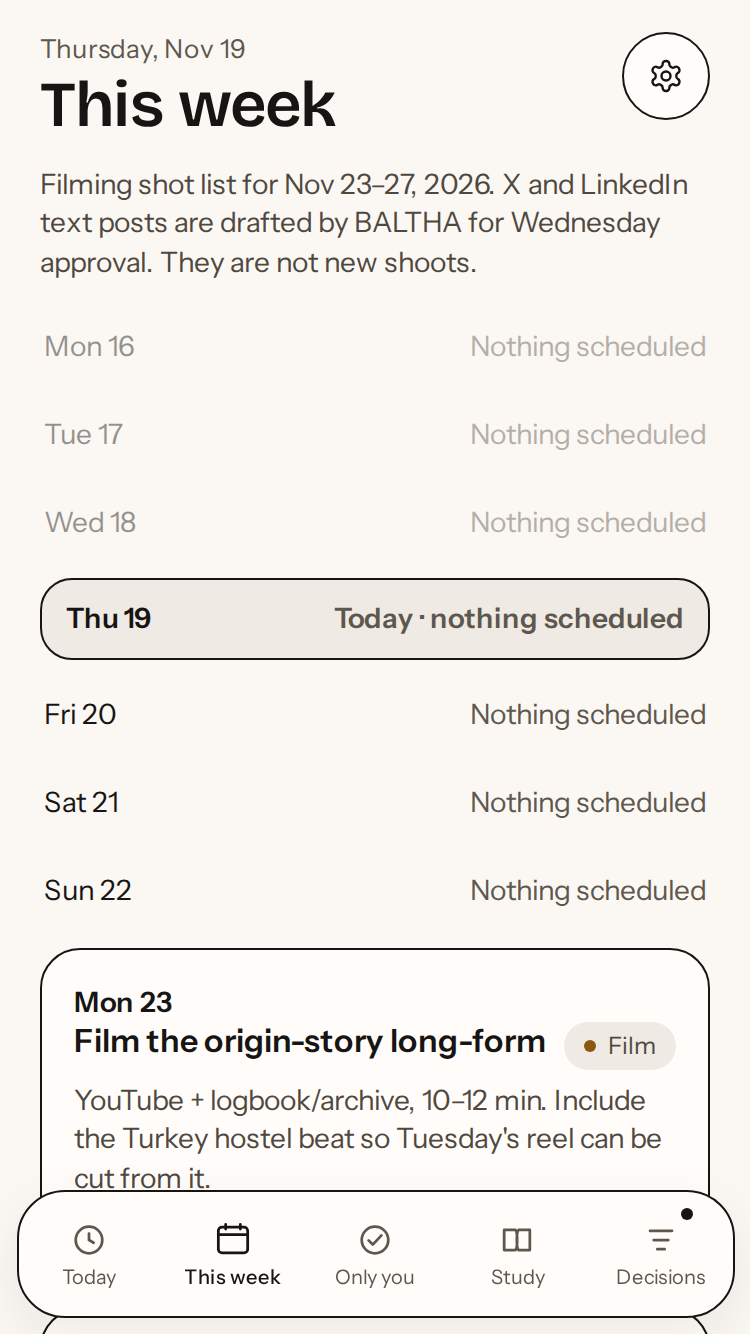 Thursday, Nov 19
This week
Filming shot list for Nov 23–27, 2026. X and LinkedIn
text posts are drafted by BALTHA for Wednesday
approval. They are not new shoots.
Mon 16 Nothing scheduled
Tue 17 Nothing scheduled
Wed 18 Nothing scheduled
Thu 19 Today · nothing scheduled
Fri 20 Nothing scheduled
Sat 21 Nothing scheduled
Sun 22 Nothing scheduled
Mon 23
Film the origin-story long-form Film
YouTube + logbook/archive, 10–12 min. Include
the Turkey hostel beat so Tuesday's reel can be
cut from it.
Today This week Only you Study Decisions